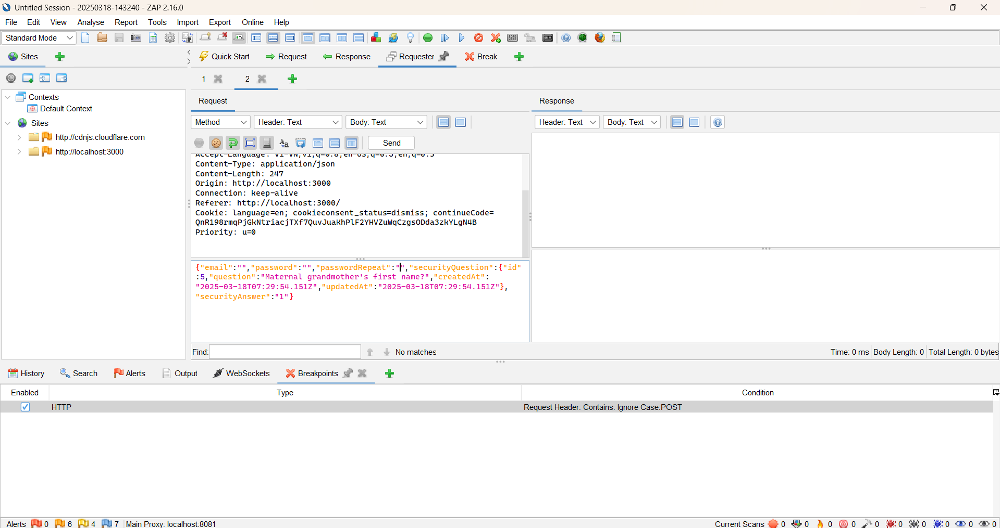 Untitled Session - 20250318-143240 - ZAP 2.16.0
File Edit View Analyse Report Tools Import Export Online Help
Standard Mode
Sites
Quick Start Request Response Requester Break
1 2
Contexts
Default Context
Sites
http://cdnjs.cloudflare.com
http://localhost:3000
Request
Response
Method Header: Text Body: Text
Header: Text Body: Text
Send
Accept-Language: vi-VN,vi;q=0.8,en-US;q=0.5,en;q=0.3
Content-Type: application/json
Content-Length: 247
Origin: http://localhost:3000
Connection: keep-alive
Referer: http://localhost:3000/
Cookie: language=en; cookieconsent_status=dismiss; continueCode=
QnR198rmqPjGkNtriacjTXf7QuvJuaKhPlF2YHVZuWqCzgsODda3zkYLgN4B
Priority: u=0
{"email":"","password":"","passwordRepeat":"","securityQuestion":{"id"
:5,"question":"Maternal grandmother's first name?","createdAt":
"2025-03-18T07:29:54.151Z","updatedAt":"2025-03-18T07:29:54.151Z"},
"securityAnswer":"1"}
Find: No matches
Time: 0 ms Body Length: 0 Total Length: 0 bytes
History Search Alerts Output WebSockets Breakpoints
Enabled Type Condition
HTTP Request Header: Contains: Ignore Case:POST
Alerts 0 6 4 7 Main Proxy: localhost:8081
Current Scans 0 0 0 0 0 0 0 0 0 0